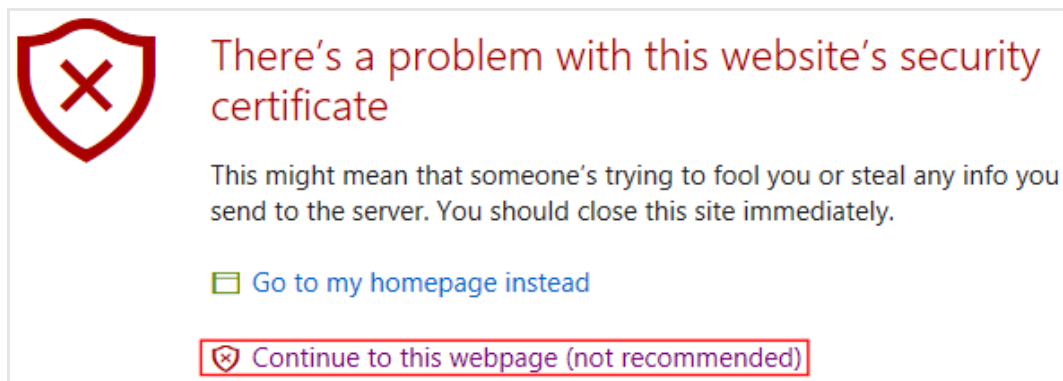 There’s a problem with this website’s security
certificate
This might mean that someone’s trying to fool you or steal any info you
send to the server. You should close this site immediately.
Go to my homepage instead
Continue to this webpage (not recommended)